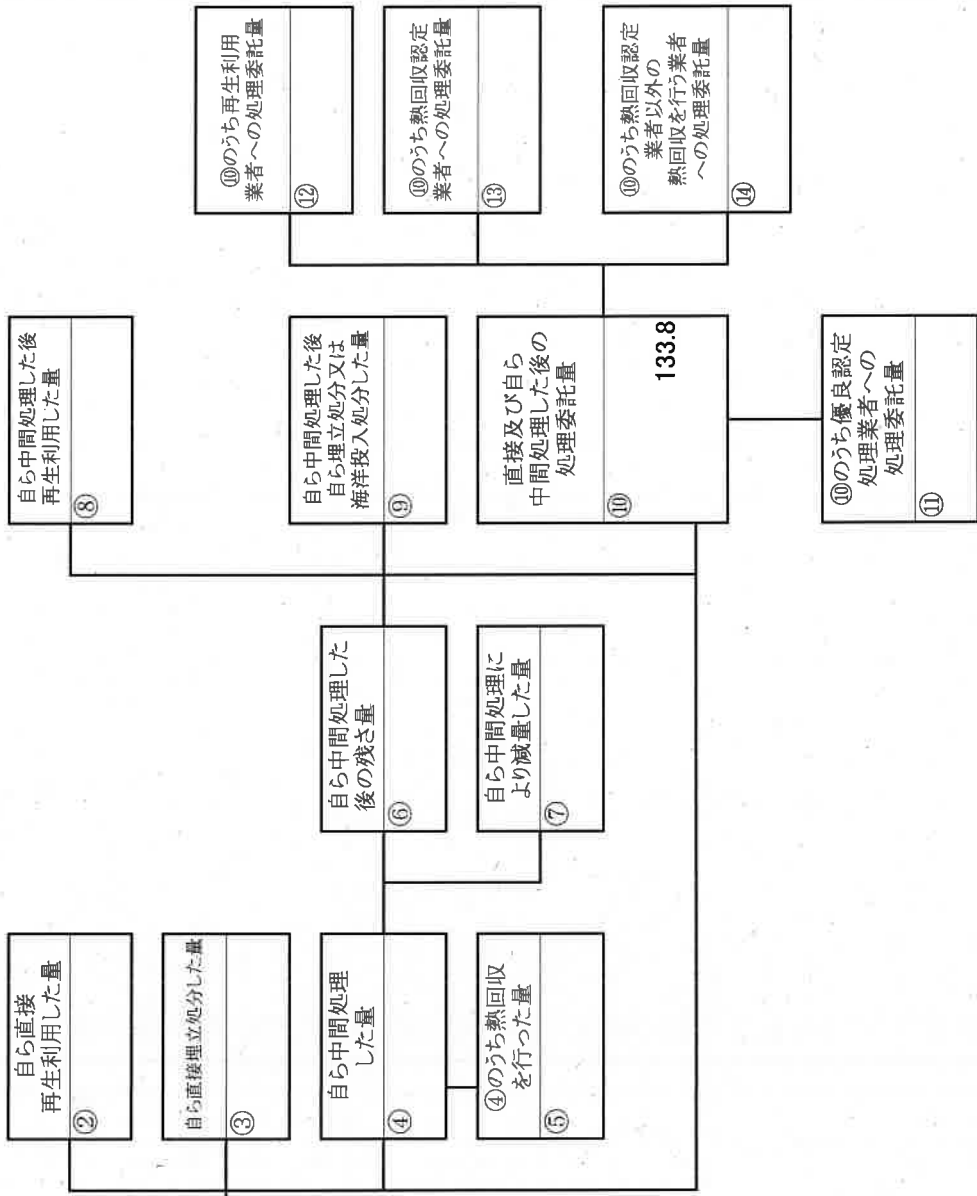 ②
自ら直接
再生利用した量
③
自ら直接埋立処分した量
④
自ら中間処理
した量
⑤
④のうち熱回収
を行った量
⑥
自ら中間処理した
後の残さ量
⑦
自ら中間処理に
より減量した量
⑧
自ら中間処理した後
再生利用した量
⑨
自ら中間処理した後
自ら埋立処分又は
海洋投入処分した量
⑩
直接及び自ら
中間処理した後の
処理委託量
133.8
⑪
⑩のうち優良認定
処理業者への
処理委託量
⑫
⑩のうち再生利用
業者への処理委託量
⑬
⑩のうち熱回収認定
業者への処理委託量
⑭
⑩のうち熱回収認定
業者以外の
熱回収を行う業者
への処理委託量